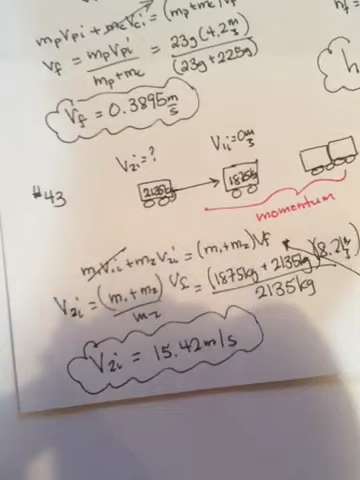 mpVpi + mcVci = (mp+mc)Vf
Vf = mpVpi / mp+mc = 23g(4.2 m/s) / (23g+225g)
Vf = 0.3895 m/s
h
#43
V2i=? V1i=0 m/s
2135kg 1875kg
momentum
m1V1i + m2V2i = (m1+m2)Vf
V2i = (m1+m2 / m2) Vf = (1875kg + 2135kg)(8.21 m/s) / 2135kg
V2i = 15.42 m/s